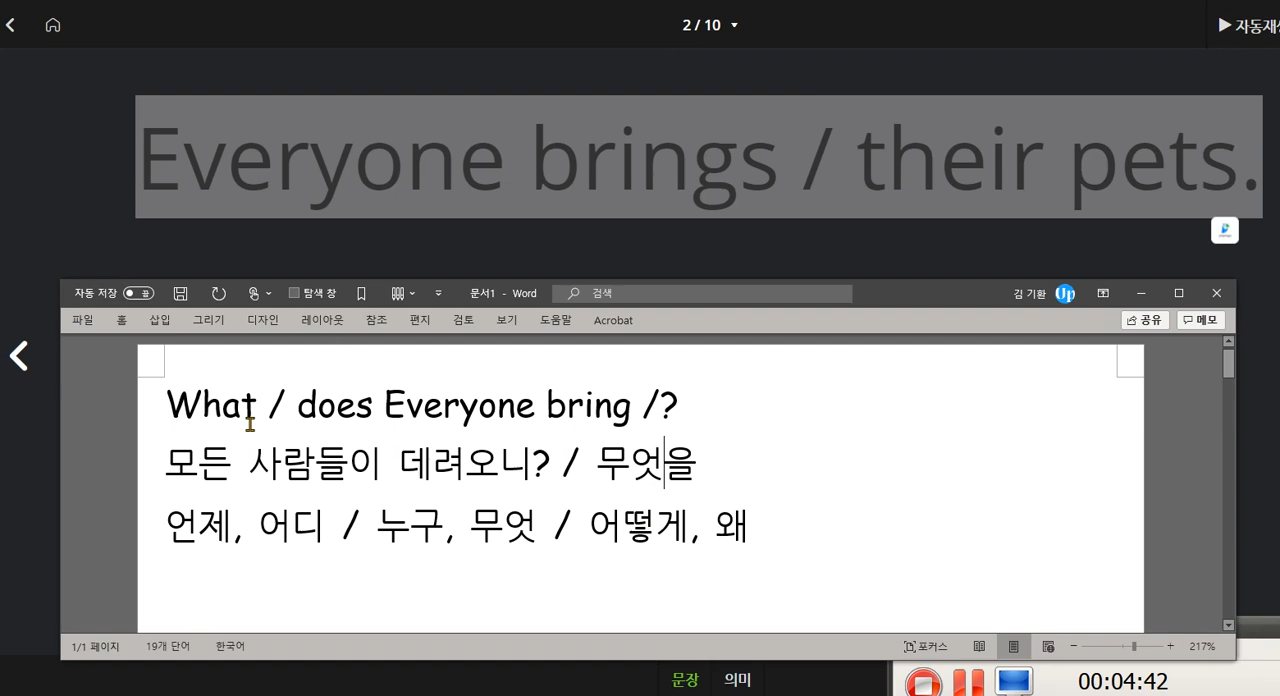 2 / 10
자동재생
Everyone brings / their pets.
자동 저장
탐색 창
문서1 - Word
검색
김 기환
Up
파일 홈 삽입 그리기 디자인 레이아웃 참조 편지 검토 보기 도움말 Acrobat
공유 메모
What / does Everyone bring /?
모든 사람들이 데려오니? / 무엇을
언제, 어디 / 누구, 무엇 / 어떻게, 왜
1/1 페이지 19개 단어 한국어
포커스
217%
문장 의미
00:04:42